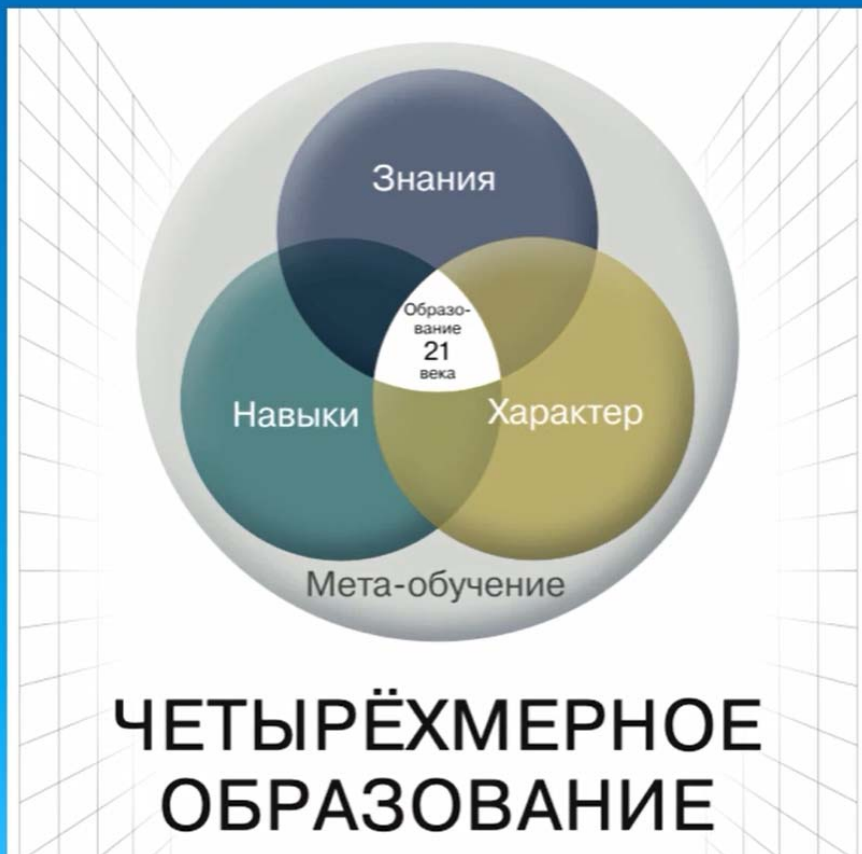 Знания
Образо-
вание
21
века
Навыки
Характер
Мета-обучение
ЧЕТЫРЁХМЕРНОЕ
ОБРАЗОВАНИЕ